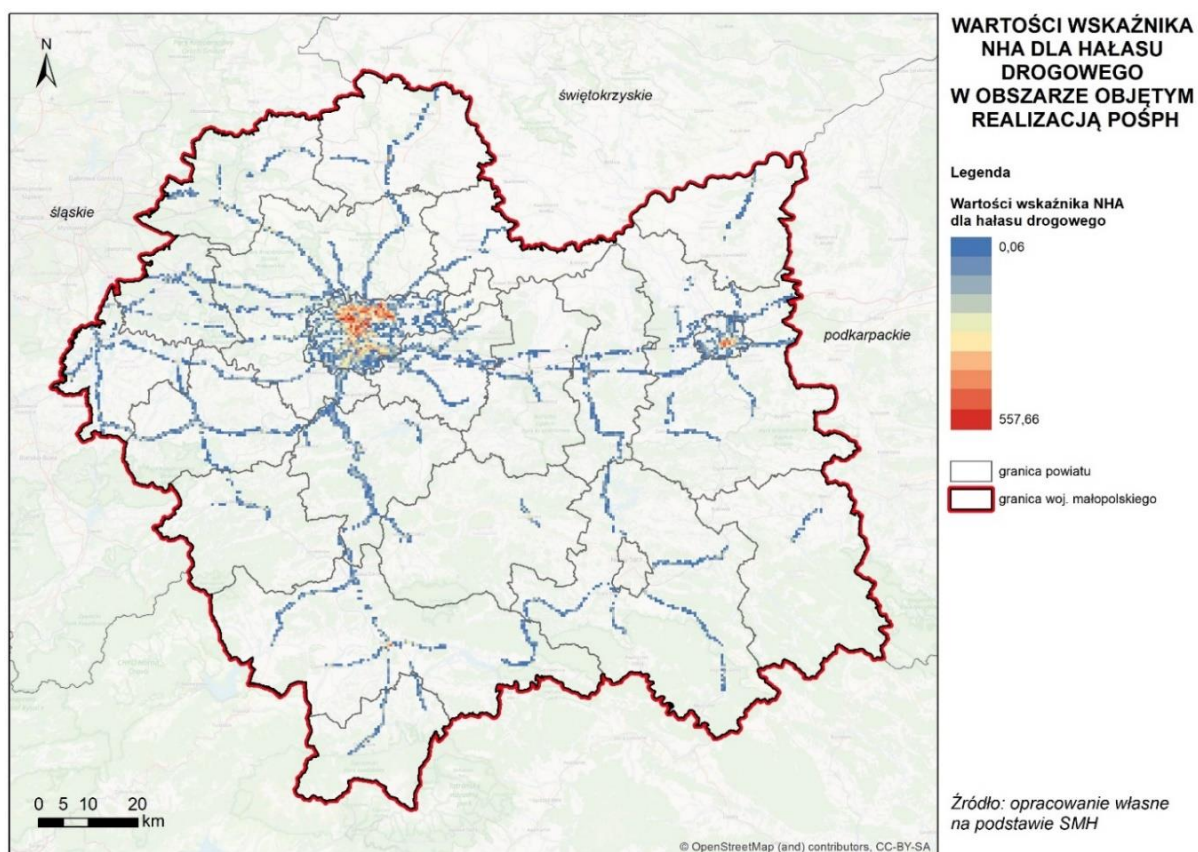 WARTOŚCI WSKAŹNIKA
NHA DLA HAŁASU
DROGOWEGO
W OBSZARZE OBJĘTYM
REALIZACJĄ POŚPH
N
świętokrzyskie
śląskie
podkarpackie
Legenda
Wartości wskaźnika NHA
dla hałasu drogowego
0,06
557,66
granica powiatu
granica woj. małopolskiego
0 5 10 20
km
Źródło: opracowanie własne
na podstawie SMH
© OpenStreetMap (and) contributors, CC-BY-SA